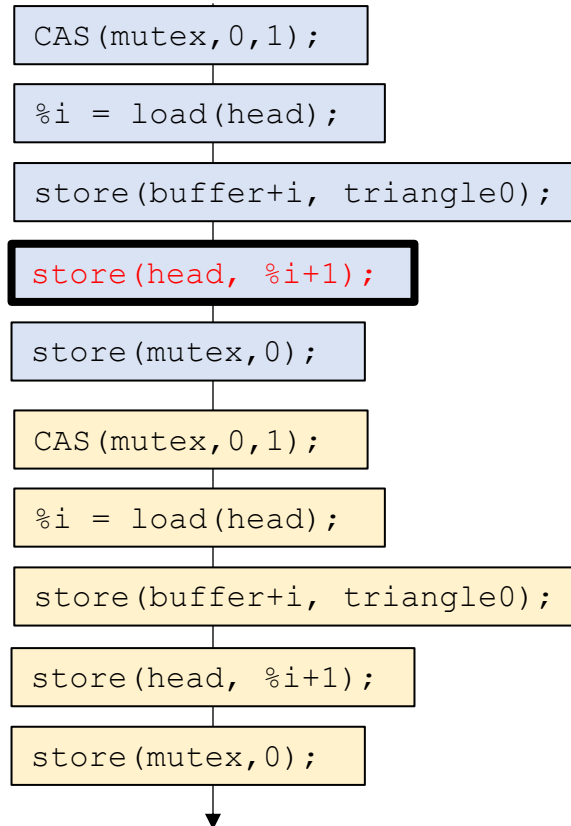 CAS(mutex,0,1);
%i = load(head);
store(buffer+i, triangle0);
store(head, %i+1);
store(mutex,0);
CAS(mutex,0,1);
%i = load(head);
store(buffer+i, triangle0);
store(head, %i+1);
store(mutex,0);